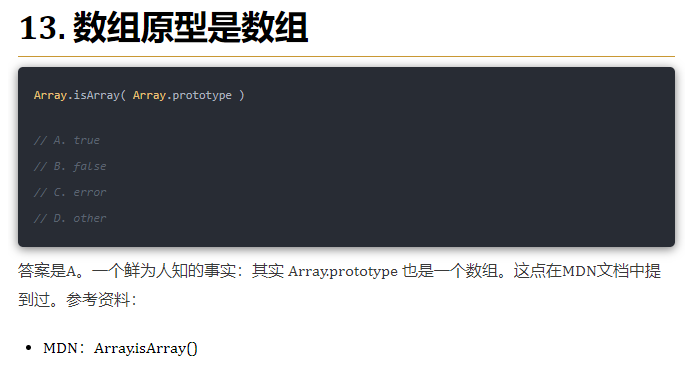 13. 数组原型是数组
Array.isArray( Array.prototype )
// A. true
// B. false
// C. error
// D. other
答案是A。一个鲜为人知的事实：其实 Array.prototype 也是一个数组。这点在MDN文档中提
到过。参考资料：
• MDN：Array.isArray()